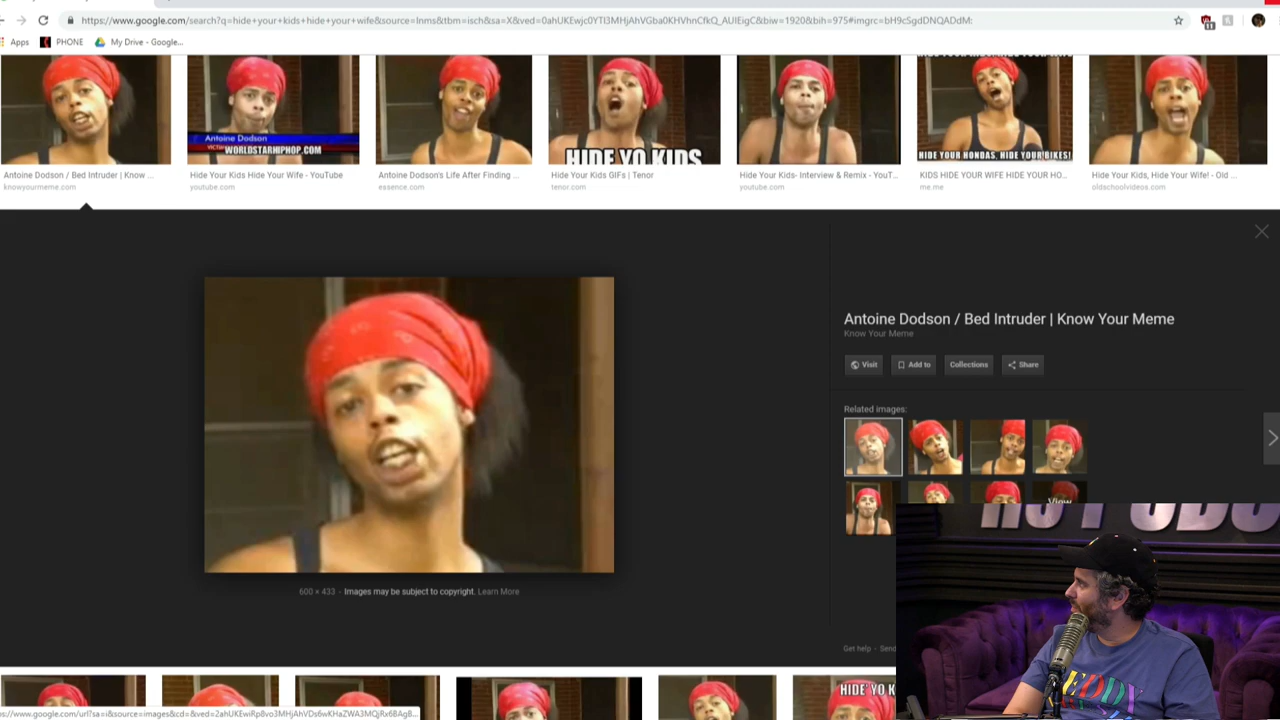 https://www.google.com/search?q=hide+your+kids+hide+your+wife&source=lnms&tbm=isch&sa=X&ved=0ahUKEwjc0YTI3MHjAhVGba0KHVhnCfkQ_AUIEigC&biw=1920&bih=975#imgrc=bH9cSgdDNQADdM:
11
Apps PHONE My Drive - Google...
Antoine Dodson
VICTIM WORLDSTARHIPHOP.COM
HIDE YO KIDS
HIDE YOUR HONDAS, HIDE YOUR BIKES!
Antoine Dodson / Bed Intruder | Know ...
knowyourmeme.com
Hide Your Kids Hide Your Wife - YouTube
youtube.com
Antoine Dodson's Life After Finding ...
essence.com
Hide Your Kids GIFs | Tenor
tenor.com
Hide Your Kids- Interview & Remix - YouT...
youtube.com
KIDS HIDE YOUR WIFE HIDE YOUR HO...
me.me
Hide Your Kids, Hide Your Wife! - Old ...
oldschoolvideos.com
Antoine Dodson / Bed Intruder | Know Your Meme
Know Your Meme
Visit Add to Collections Share
Related images:
View
600 × 433 - Images may be subject to copyright. Learn More
Get help - Send
HIDE YO K
EDDY